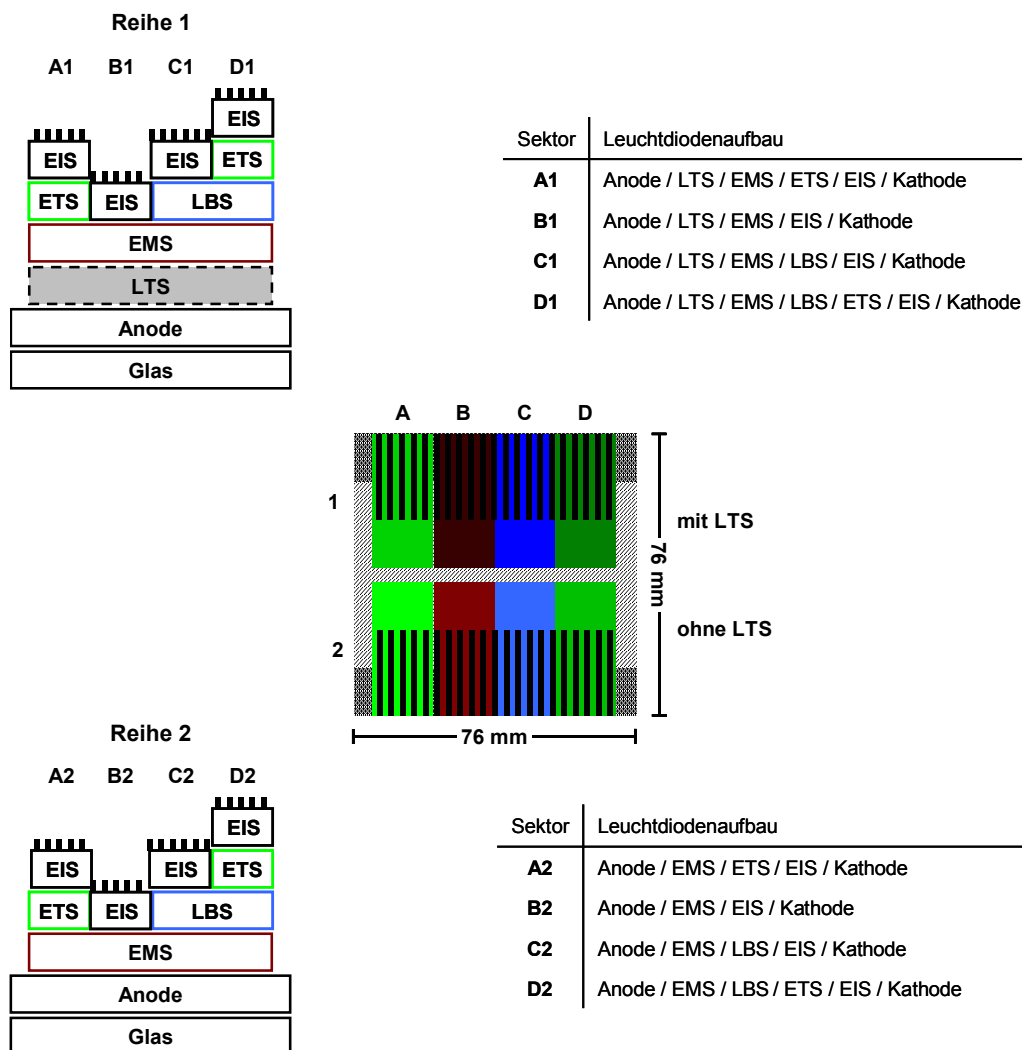 Reihe 1
A1 B1 C1 D1
EIS
EIS EIS ETS
ETS EIS LBS
EMS
LTS
Anode
Glas
Sektor Leuchtdiodenaufbau
A1 Anode / LTS / EMS / ETS / EIS / Kathode
B1 Anode / LTS / EMS / EIS / Kathode
C1 Anode / LTS / EMS / LBS / EIS / Kathode
D1 Anode / LTS / EMS / LBS / ETS / EIS / Kathode
A B C D
1
mit LTS
76 mm
ohne LTS
2
76 mm
Reihe 2
A2 B2 C2 D2
EIS
EIS EIS ETS
ETS EIS LBS
EMS
Anode
Glas
Sektor Leuchtdiodenaufbau
A2 Anode / EMS / ETS / EIS / Kathode
B2 Anode / EMS / EIS / Kathode
C2 Anode / EMS / LBS / EIS / Kathode
D2 Anode / EMS / LBS / ETS / EIS / Kathode